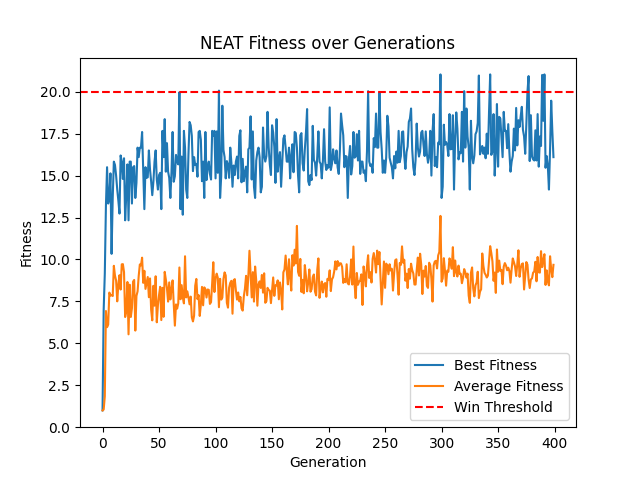 NEAT Fitness over Generations
20.0
17.5
15.0
12.5
10.0
7.5
5.0
2.5
0.0
Fitness
Best Fitness
Average Fitness
Win Threshold
0 50 100 150 200 250 300 350 400
Generation